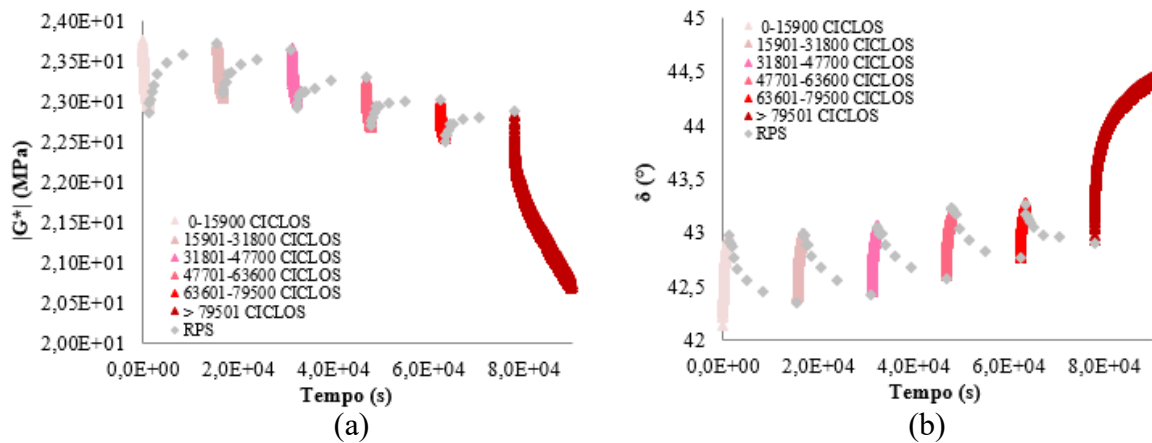 2,40E+01
2,35E+01
2,30E+01
2,25E+01
2,20E+01
2,15E+01
2,10E+01
2,05E+01
2,00E+01
|G*| (MPa)
0-15900 CICLOS
15901-31800 CICLOS
31801-47700 CICLOS
47701-63600 CICLOS
63601-79500 CICLOS
> 79501 CICLOS
RPS
0,0E+00 2,0E+04 4,0E+04 6,0E+04 8,0E+04
Tempo (s)
(a)
45
44,5
44
43,5
43
42,5
42
δ (°)
0-15900 CICLOS
15901-31800 CICLOS
31801-47700 CICLOS
47701-63600 CICLOS
63601-79500 CICLOS
> 79501 CICLOS
RPS
0,0E+00 2,0E+04 4,0E+04 6,0E+04 8,0E+04
Tempo (s)
(b)